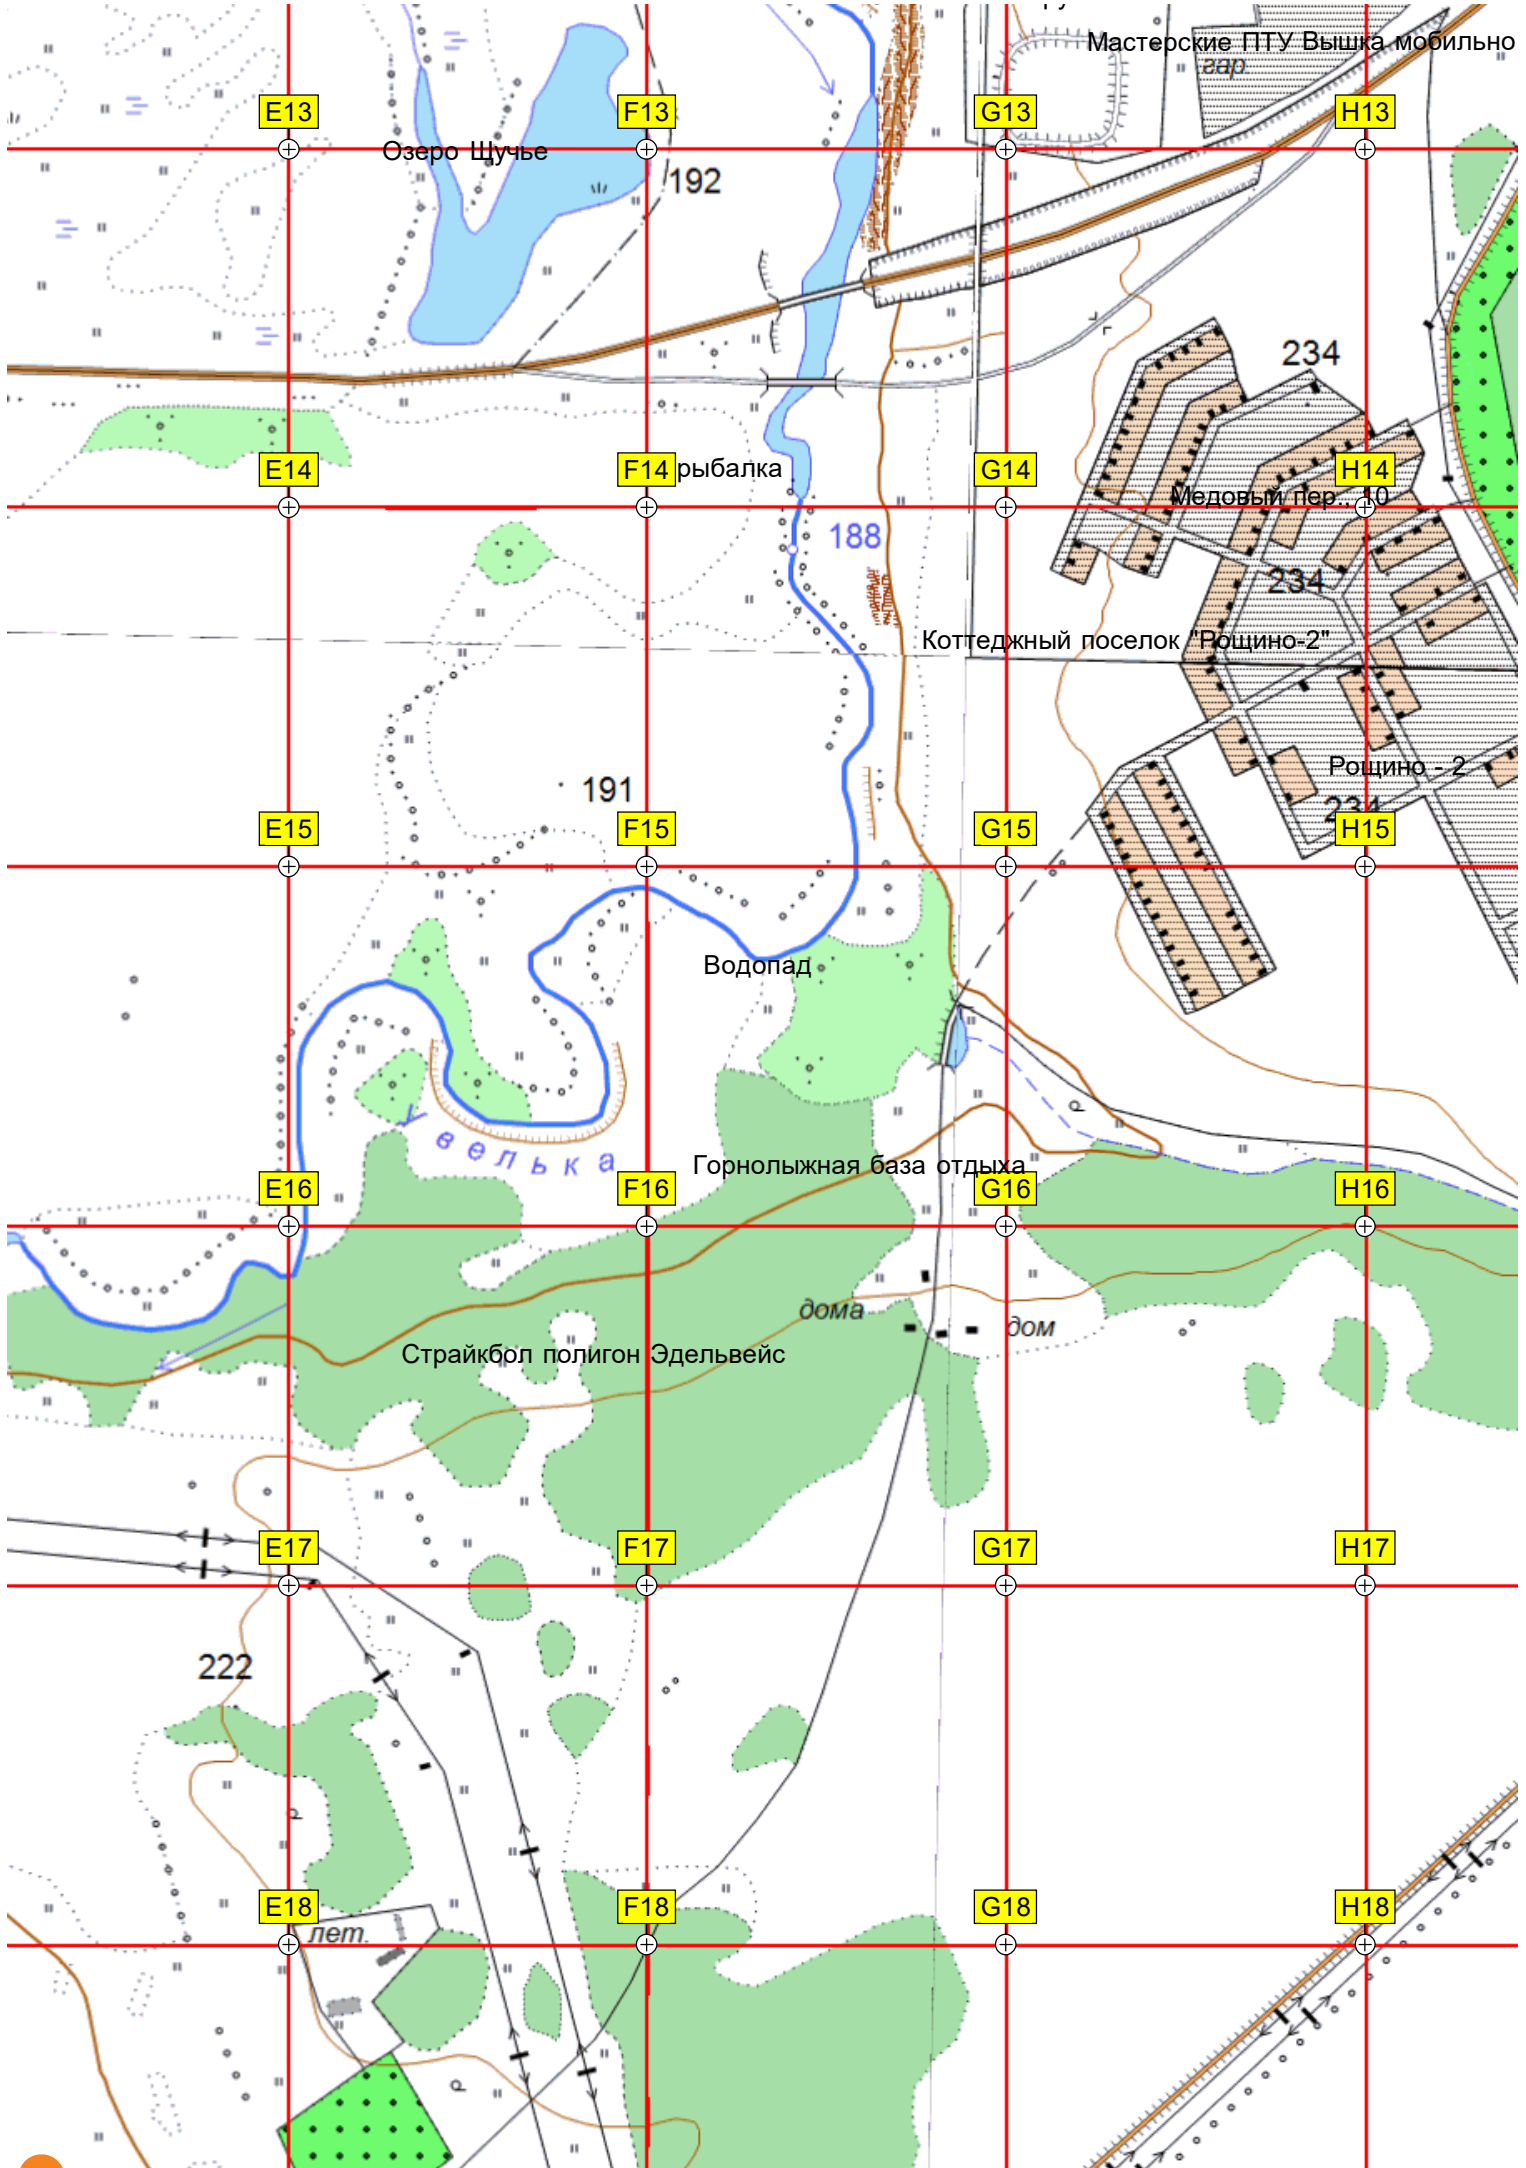 Мастерские ПТУ Вышка мобильно
гар.
E13
F13
G13
H13
Озеро Щучье
192
234
E14
F14
G14
H14
рыбалка
Медовый пер., 10
188
234
Коттеджный поселок "Рощино-2"
191
Рощино - 2
234
E15
F15
G15
H15
Водопад
Увелька
Горнолыжная база отдыха
E16
F16
G16
H16
дома
дом
Страйкбол полигон Эдельвейс
E17
F17
G17
H17
222
E18
F18
G18
H18
лет.